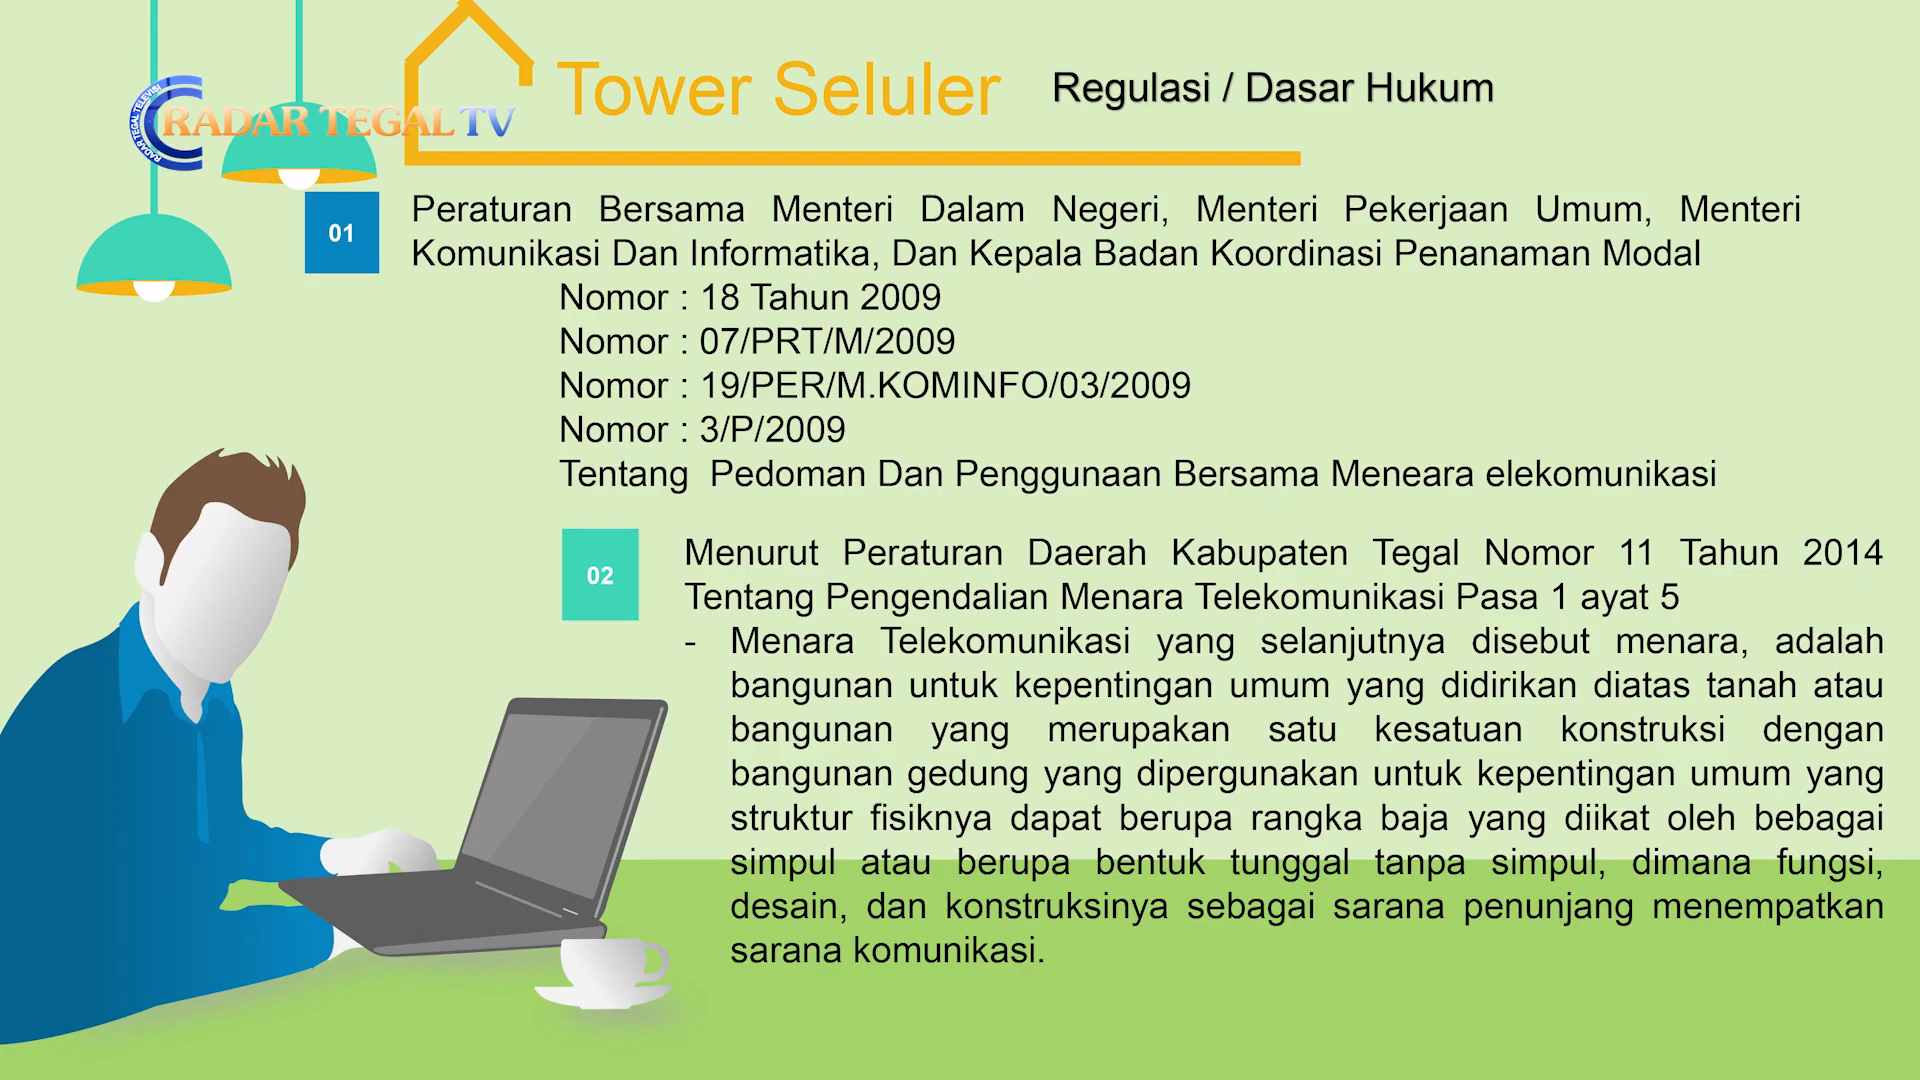 RADAR TEGAL TV
RADAR TEGAL TELEVISI
RADAR
Tower Seluler
Regulasi / Dasar Hukum
01
Peraturan Bersama Menteri Dalam Negeri, Menteri Pekerjaan Umum, Menteri
Komunikasi Dan Informatika, Dan Kepala Badan Koordinasi Penanaman Modal
Nomor : 18 Tahun 2009
Nomor : 07/PRT/M/2009
Nomor : 19/PER/M.KOMINFO/03/2009
Nomor : 3/P/2009
Tentang Pedoman Dan Penggunaan Bersama Meneara elekomunikasi
02
Menurut Peraturan Daerah Kabupaten Tegal Nomor 11 Tahun 2014
Tentang Pengendalian Menara Telekomunikasi Pasa 1 ayat 5
- Menara Telekomunikasi yang selanjutnya disebut menara, adalah
bangunan untuk kepentingan umum yang didirikan diatas tanah atau
bangunan yang merupakan satu kesatuan konstruksi dengan
bangunan gedung yang dipergunakan untuk kepentingan umum yang
struktur fisiknya dapat berupa rangka baja yang diikat oleh bebagai
simpul atau berupa bentuk tunggal tanpa simpul, dimana fungsi,
desain, dan konstruksinya sebagai sarana penunjang menempatkan
sarana komunikasi.